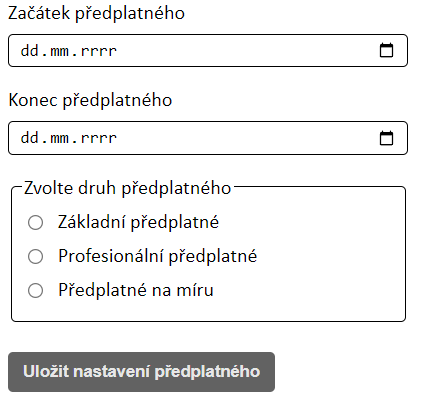 Začátek předplatného
dd.mm.rrrr
Konec předplatného
dd.mm.rrrr
Zvolte druh předplatného
Základní předplatné
Profesionální předplatné
Předplatné na míru
Uložit nastavení předplatného